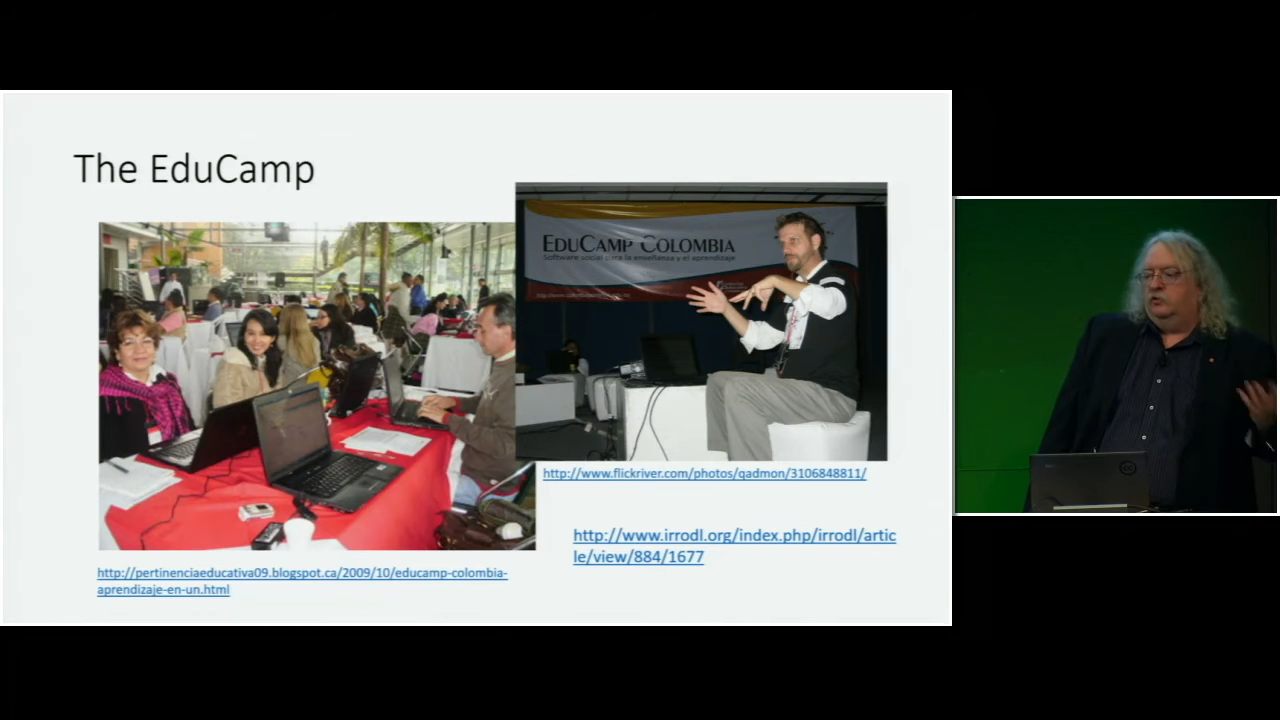 The EduCamp
EDUCAMP COLOMBIA
Software social para la enseñanza y el aprendizaje
http://www.flickriver.com/photos/qadmon/3106848811/
http://www.irrodl.org/index.php/irrodl/artic
le/view/884/1677
http://pertinenciaeducativa09.blogspot.ca/2009/10/educamp-colombia-
aprendizaje-en-un.html